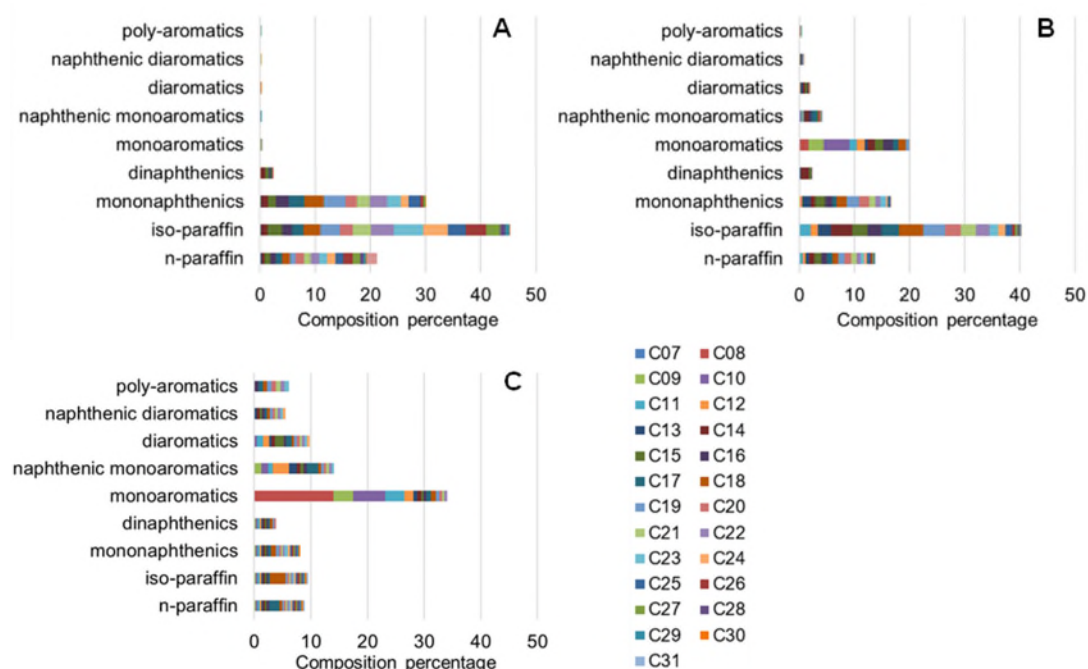 A
poly-aromatics
naphthenic diaromatics
diaromatics
naphthenic monoaromatics
monoaromatics
dinaphthenics
mononaphthenics
iso-paraffin
n-paraffin
0 10 20 30 40 50
Composition percentage
B
poly-aromatics
naphthenic diaromatics
diaromatics
naphthenic monoaromatics
monoaromatics
dinaphthenics
mononaphthenics
iso-paraffin
n-paraffin
0 10 20 30 40 50
Composition percentage
C
poly-aromatics
naphthenic diaromatics
diaromatics
naphthenic monoaromatics
monoaromatics
dinaphthenics
mononaphthenics
iso-paraffin
n-paraffin
0 10 20 30 40 50
Composition percentage
C07 C08
C09 C10
C11 C12
C13 C14
C15 C16
C17 C18
C19 C20
C21 C22
C23 C24
C25 C26
C27 C28
C29 C30
C31